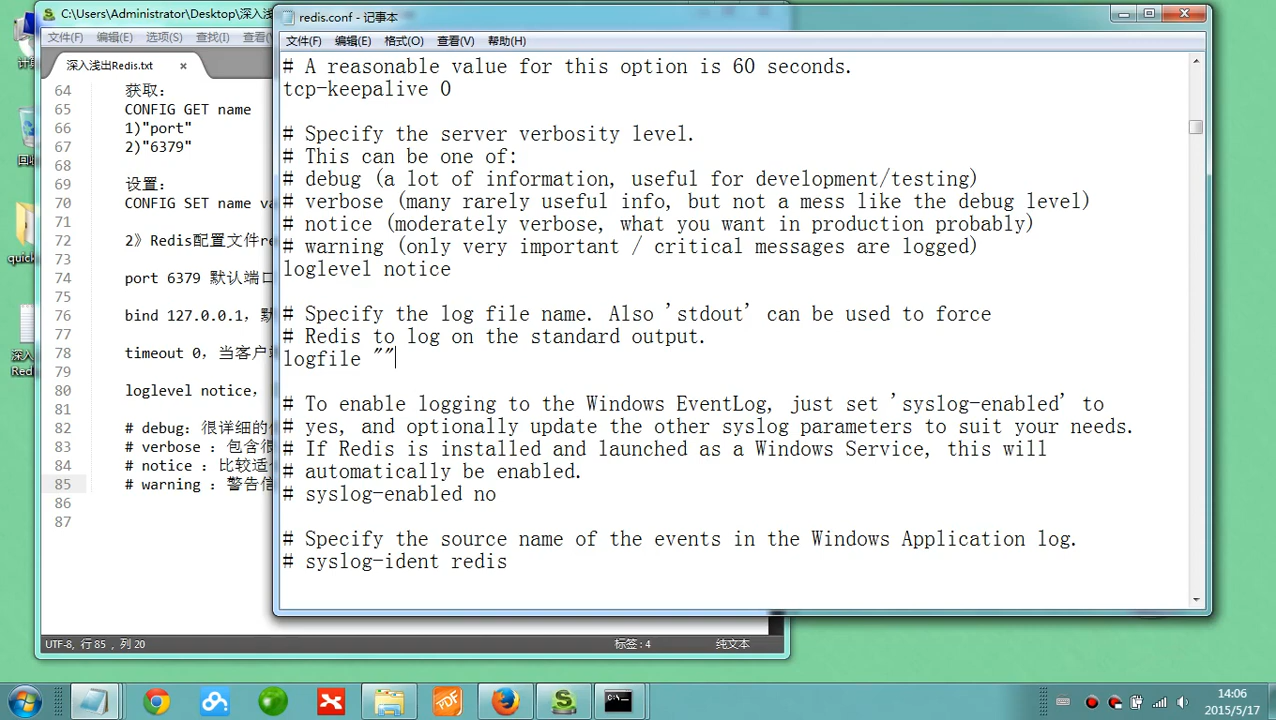 C:\Users\Administrator\Desktop\深入浅
文件(F) 编辑(E) 选项(S) 查找(I) 查看(
深入浅出Redis.txt ×
64 获取:
65 CONFIG GET name
66 1)"port"
67 2)"6379"
68
69 设置:
70 CONFIG SET name va
71
72 2》Redis配置文件re
73
74 port 6379 默认端口
75
76 bind 127.0.0.1，默
77
78 timeout 0，当客户端
79
80 loglevel notice，
81
82 # debug：很详细的信
83 # verbose ：包含很
84 # notice ：比较适合
85 # warning ：警告信
86
87
UTF-8, 行 85 , 列 20 标签: 4 纯文本
redis.conf - 记事本
文件(F) 编辑(E) 格式(O) 查看(V) 帮助(H)
# A reasonable value for this option is 60 seconds.
tcp-keepalive 0
# Specify the server verbosity level.
# This can be one of:
# debug (a lot of information, useful for development/testing)
# verbose (many rarely useful info, but not a mess like the debug level)
# notice (moderately verbose, what you want in production probably)
# warning (only very important / critical messages are logged)
loglevel notice
# Specify the log file name. Also 'stdout' can be used to force
# Redis to log on the standard output.
logfile ""
# To enable logging to the Windows EventLog, just set 'syslog-enabled' to
# yes, and optionally update the other syslog parameters to suit your needs.
# If Redis is installed and launched as a Windows Service, this will
# automatically be enabled.
# syslog-enabled no
# Specify the source name of the events in the Windows Application log.
# syslog-ident redis
quick
深入
Red
PDF
14:06
2015/5/17